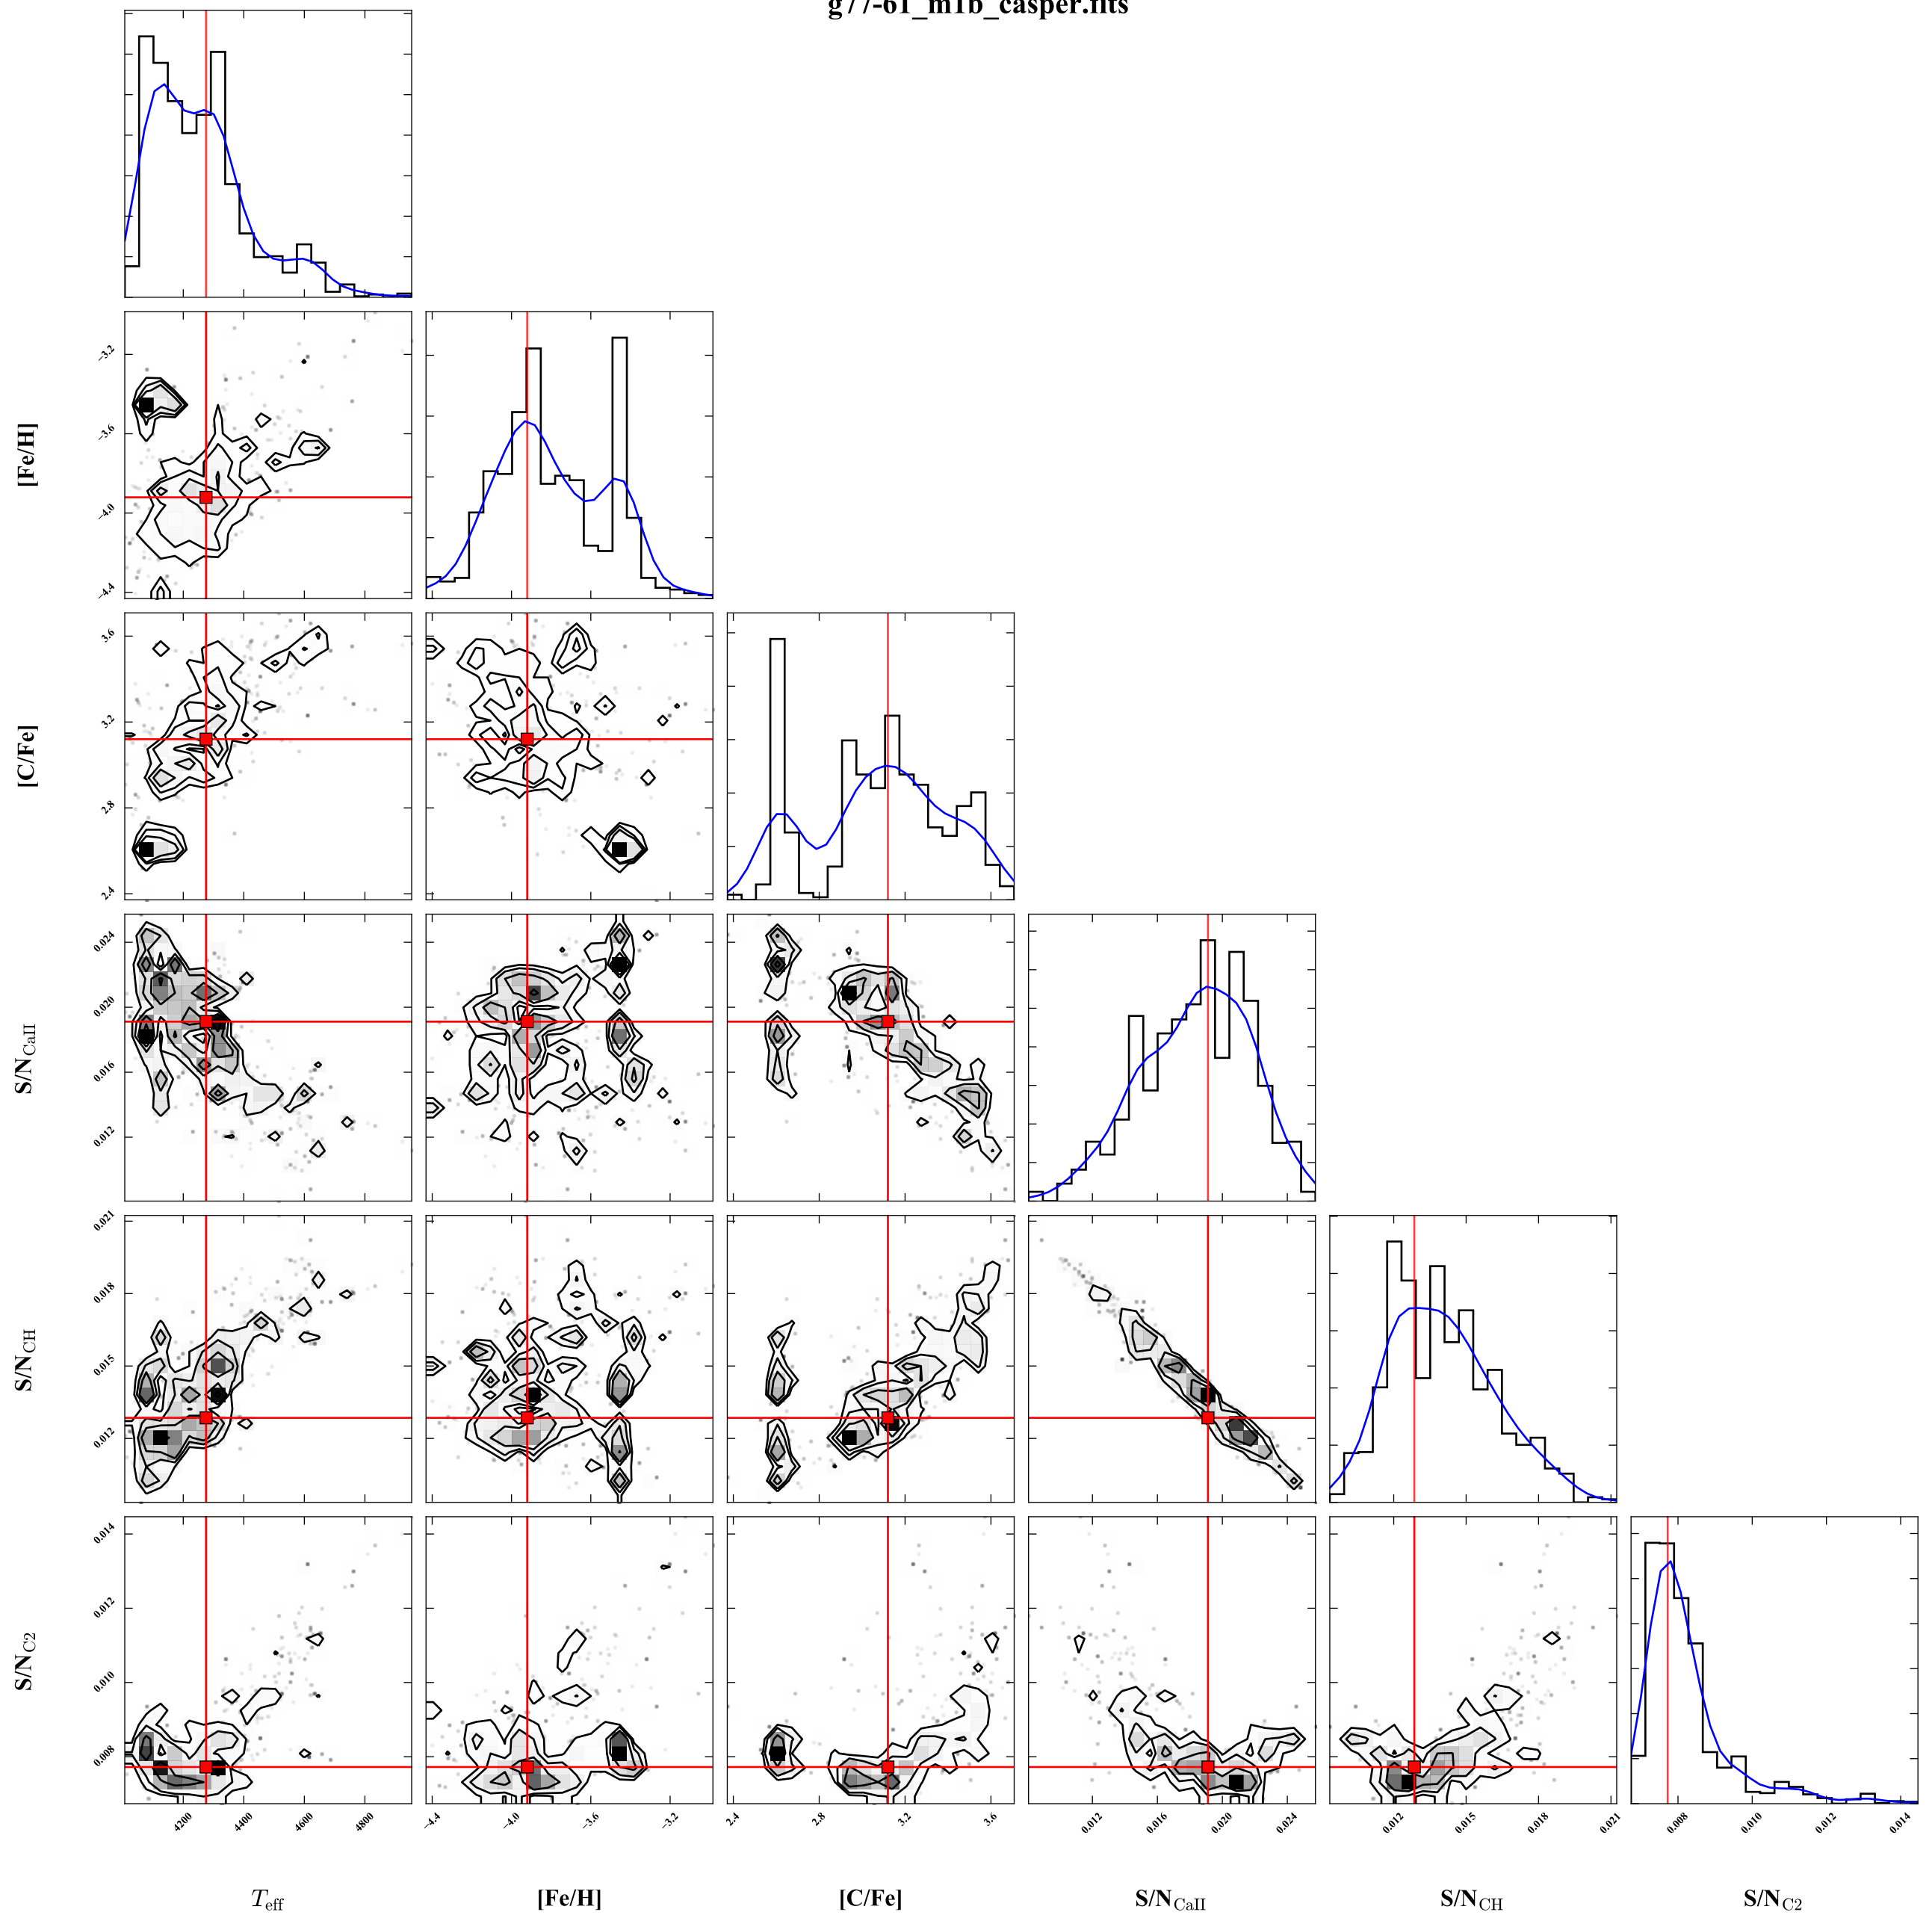 g77-61_m1b_casper.fits
−3.2
−3.6
−4.0
−4.4
[Fe/H]
3.6
3.2
2.8
2.4
[C/Fe]
0.024
0.020
0.016
0.012
S/N_CaII
0.021
0.018
0.015
0.012
S/N_CH
0.014
0.012
0.010
0.008
S/N_C2
4200 4400 4600 4800 −4.4 −4.0 −3.6 −3.2 2.4 2.8 3.2 3.6 0.012 0.016 0.020 0.024 0.012 0.015 0.018 0.021 0.008 0.010 0.012 0.014
T_eff [Fe/H] [C/Fe] S/N_CaII S/N_CH S/N_C2